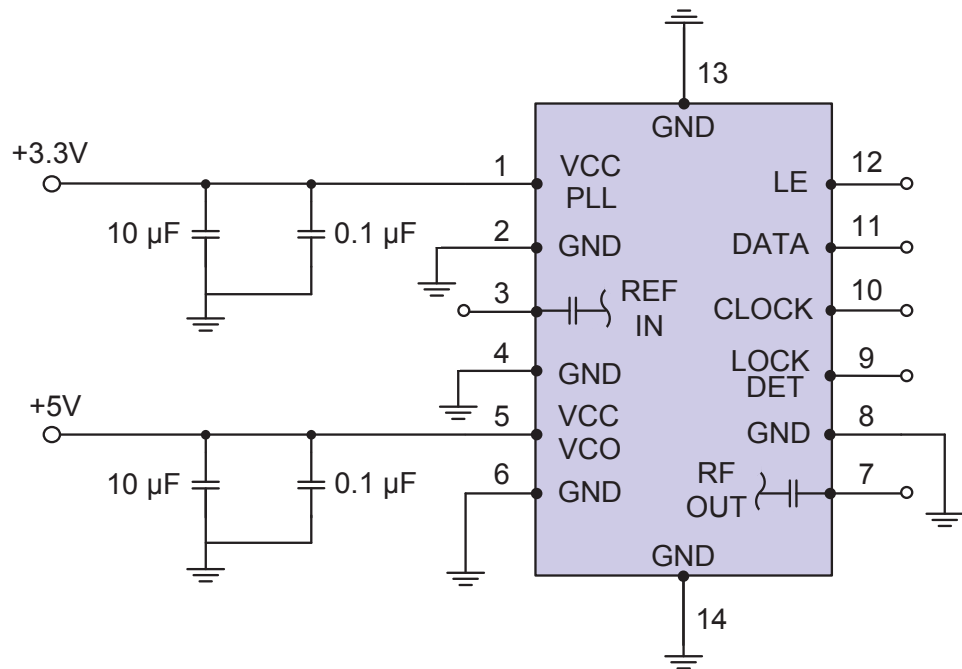 13
GND
+3.3V
1
VCC
PLL
10 µF
0.1 µF
2
GND
3
REF
IN
4
GND
+5V
5
VCC
VCO
10 µF
0.1 µF
6
GND
12
LE
11
DATA
10
CLOCK
9
LOCK
DET
8
GND
7
RF
OUT
GND
14